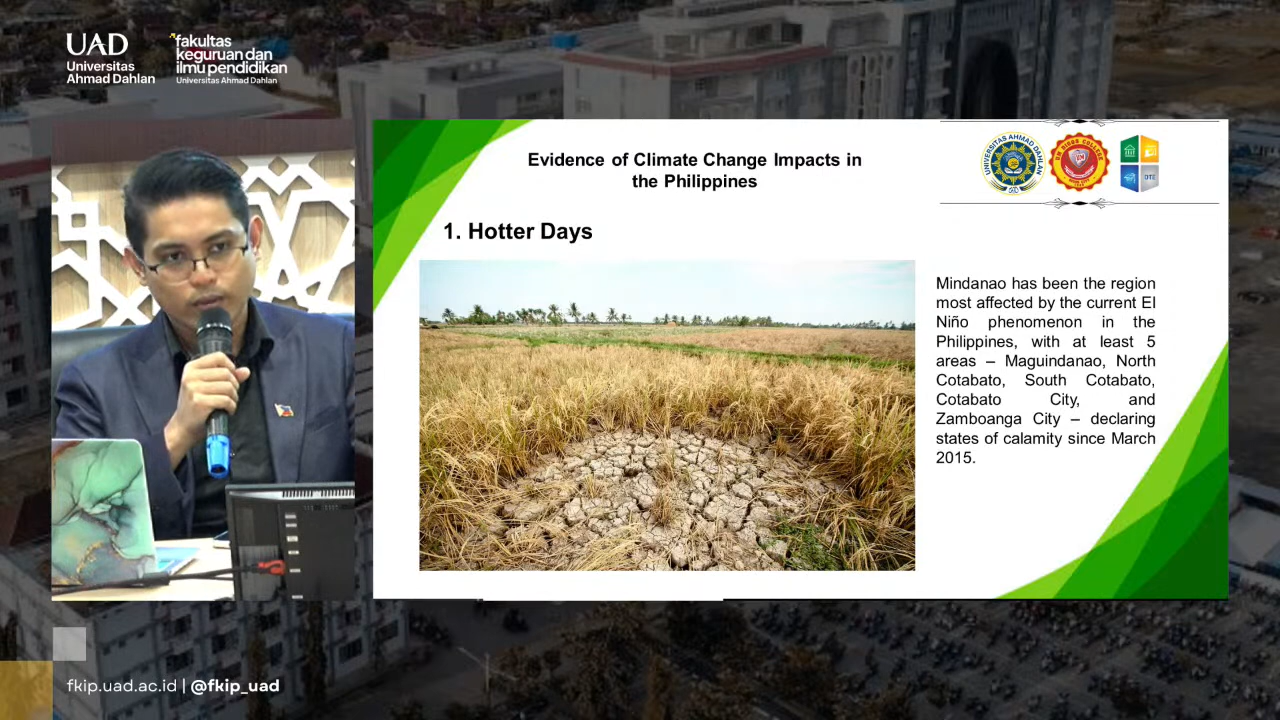 UAD
Universitas
Ahmad Dahlan
fakultas
keguruan dan
ilmu pendidikan
Universitas Ahmad Dahlan
Evidence of Climate Change Impacts in
the Philippines
UNIVERSITAS AHMAD DAHLAN
1. Hotter Days
Mindanao has been the region
most affected by the current El
Niño phenomenon in the
Philippines, with at least 5
areas – Maguindanao, North
Cotabato, South Cotabato,
Cotabato City, and
Zamboanga City – declaring
states of calamity since March
2015.
fkip.uad.ac.id | @fkip_uad